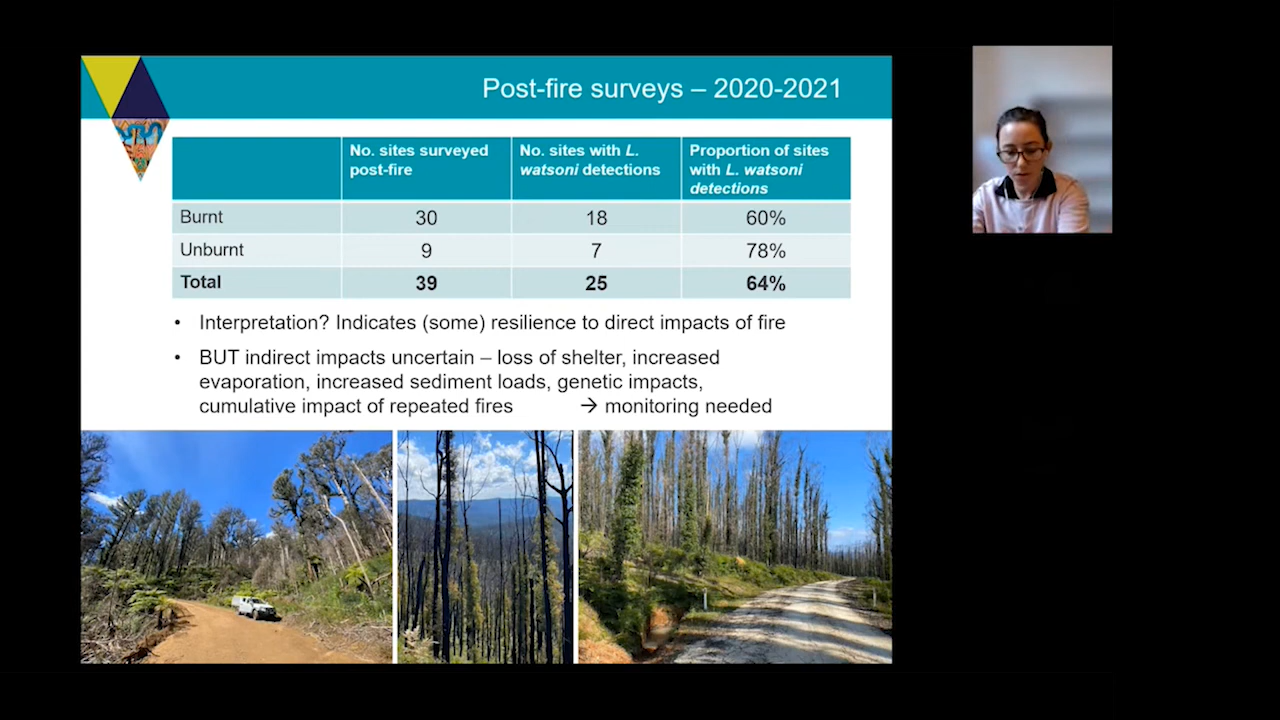 Post-fire surveys – 2020-2021
No. sites surveyed
post-fire
No. sites with L.
watsoni detections
Proportion of sites
with L. watsoni
detections
Burnt 30 18 60%
Unburnt 9 7 78%
Total 39 25 64%
• Interpretation? Indicates (some) resilience to direct impacts of fire
• BUT indirect impacts uncertain – loss of shelter, increased
evaporation, increased sediment loads, genetic impacts,
cumulative impact of repeated fires → monitoring needed